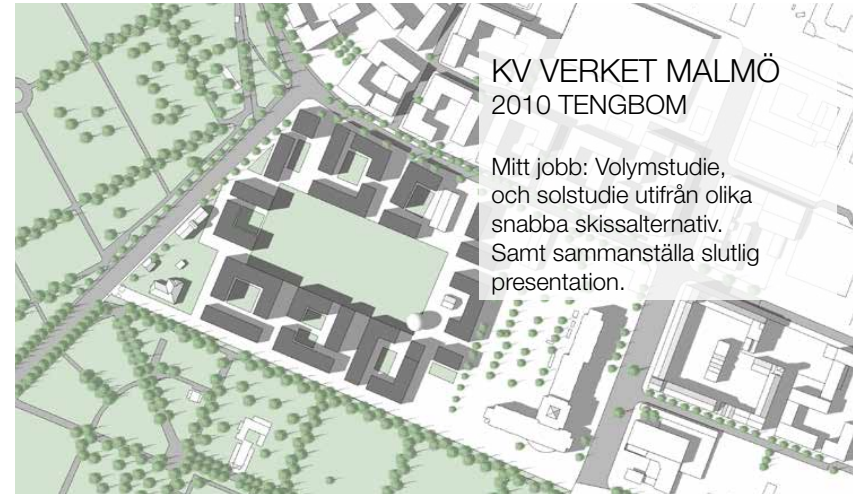 KV VERKET MALMÖ
2010 TENGBOM
Mitt jobb: Volymstudie,
och solstudie utifrån olika
snabba skissalternativ.
Samt sammanställa slutlig
presentation.